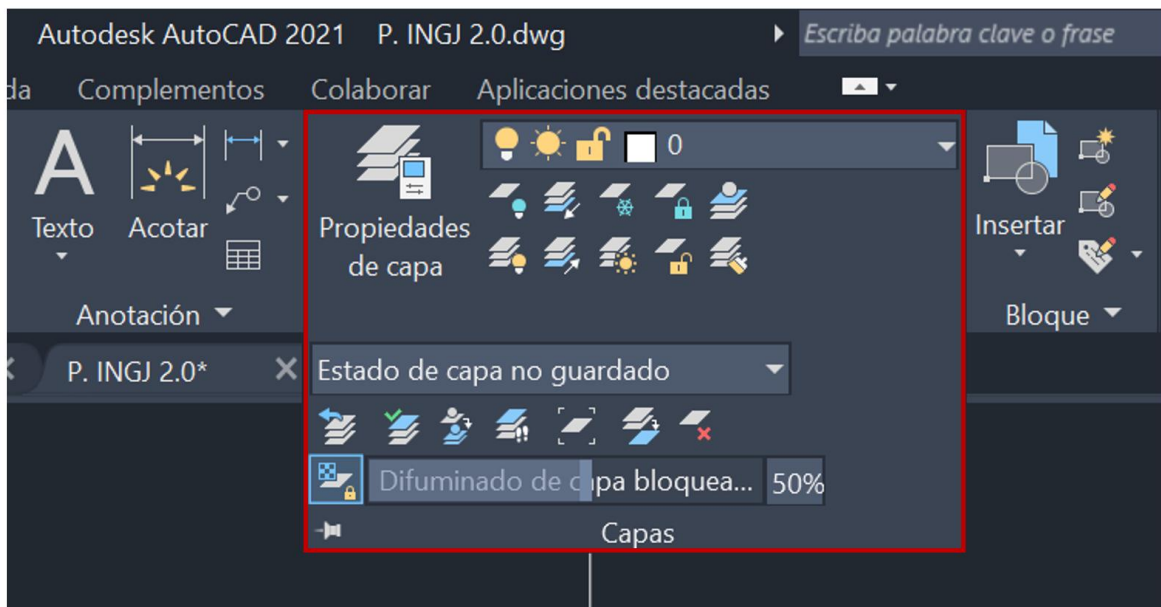 Autodesk AutoCAD 2021 P. INGJ 2.0.dwg Escriba palabra clave o frase
da Complementos Colaborar Aplicaciones destacadas
0
A
Texto Acotar Propiedades de capa Insertar
Anotación Bloque
P. INGJ 2.0* Estado de capa no guardado
Difuminado de capa bloquea... 50%
Capas